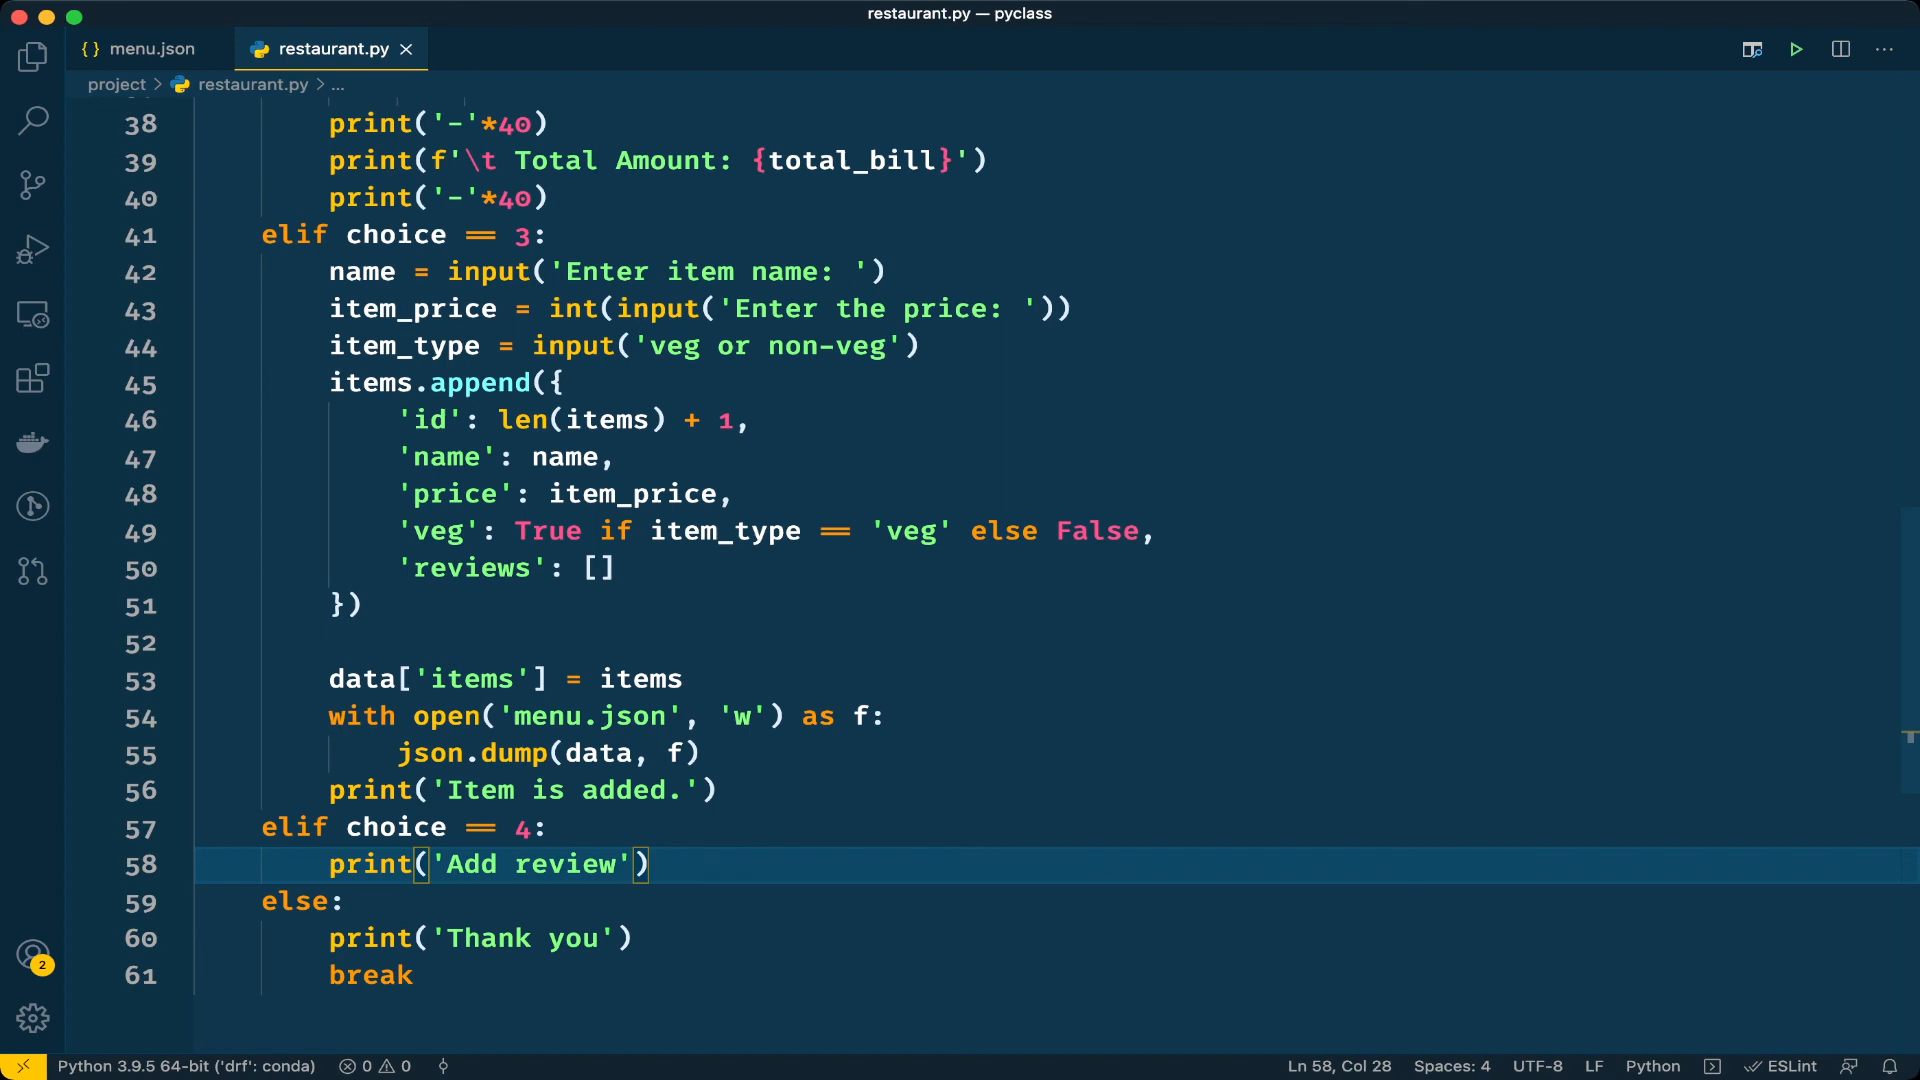 restaurant.py — pyclass
{} menu.json
restaurant.py
project > restaurant.py > ...
38 print('-'*40)
39 print(f'\t Total Amount: {total_bill}')
40 print('-'*40)
41 elif choice == 3:
42 name = input('Enter item name: ')
43 item_price = int(input('Enter the price: '))
44 item_type = input('veg or non-veg')
45 items.append({
46 'id': len(items) + 1,
47 'name': name,
48 'price': item_price,
49 'veg': True if item_type == 'veg' else False,
50 'reviews': []
51 })
52
53 data['items'] = items
54 with open('menu.json', 'w') as f:
55 json.dump(data, f)
56 print('Item is added.')
57 elif choice == 4:
58 print('Add review')
59 else:
60 print('Thank you')
61 break
2
Python 3.9.5 64-bit ('drf': conda) 0 0 Ln 58, Col 28 Spaces: 4 UTF-8 LF Python ESLint